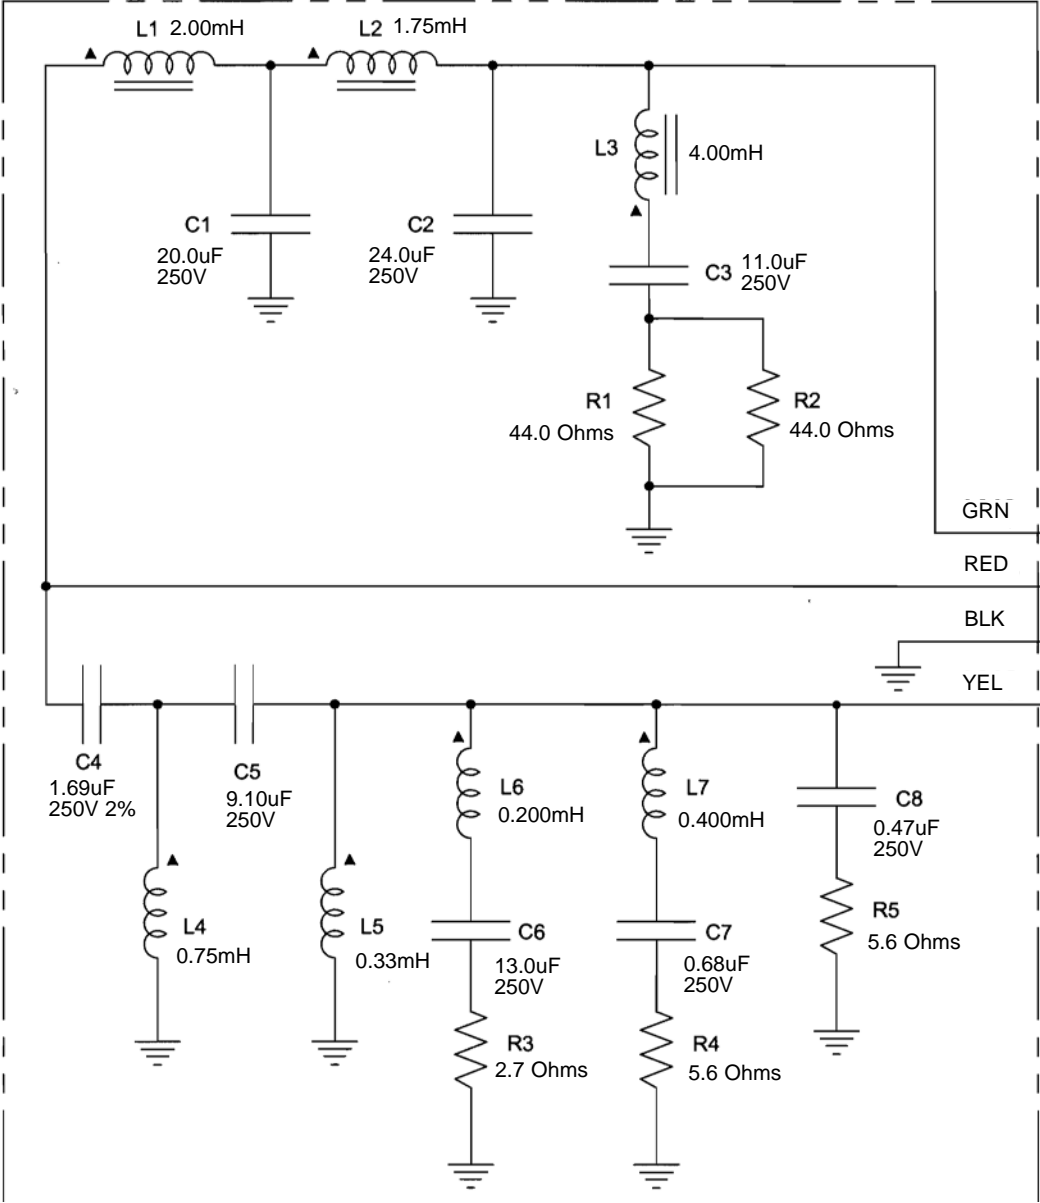 L1 2.00mH
L2 1.75mH
L3
4.00mH
C1
20.0uF
250V
C2
24.0uF
250V
C3
11.0uF
250V
R1
44.0 Ohms
R2
44.0 Ohms
GRN
RED
BLK
YEL
C4
1.69uF
250V 2%
C5
9.10uF
250V
L6
0.200mH
L7
0.400mH
C8
0.47uF
250V
L4
0.75mH
L5
0.33mH
C6
13.0uF
250V
C7
0.68uF
250V
R5
5.6 Ohms
R3
2.7 Ohms
R4
5.6 Ohms